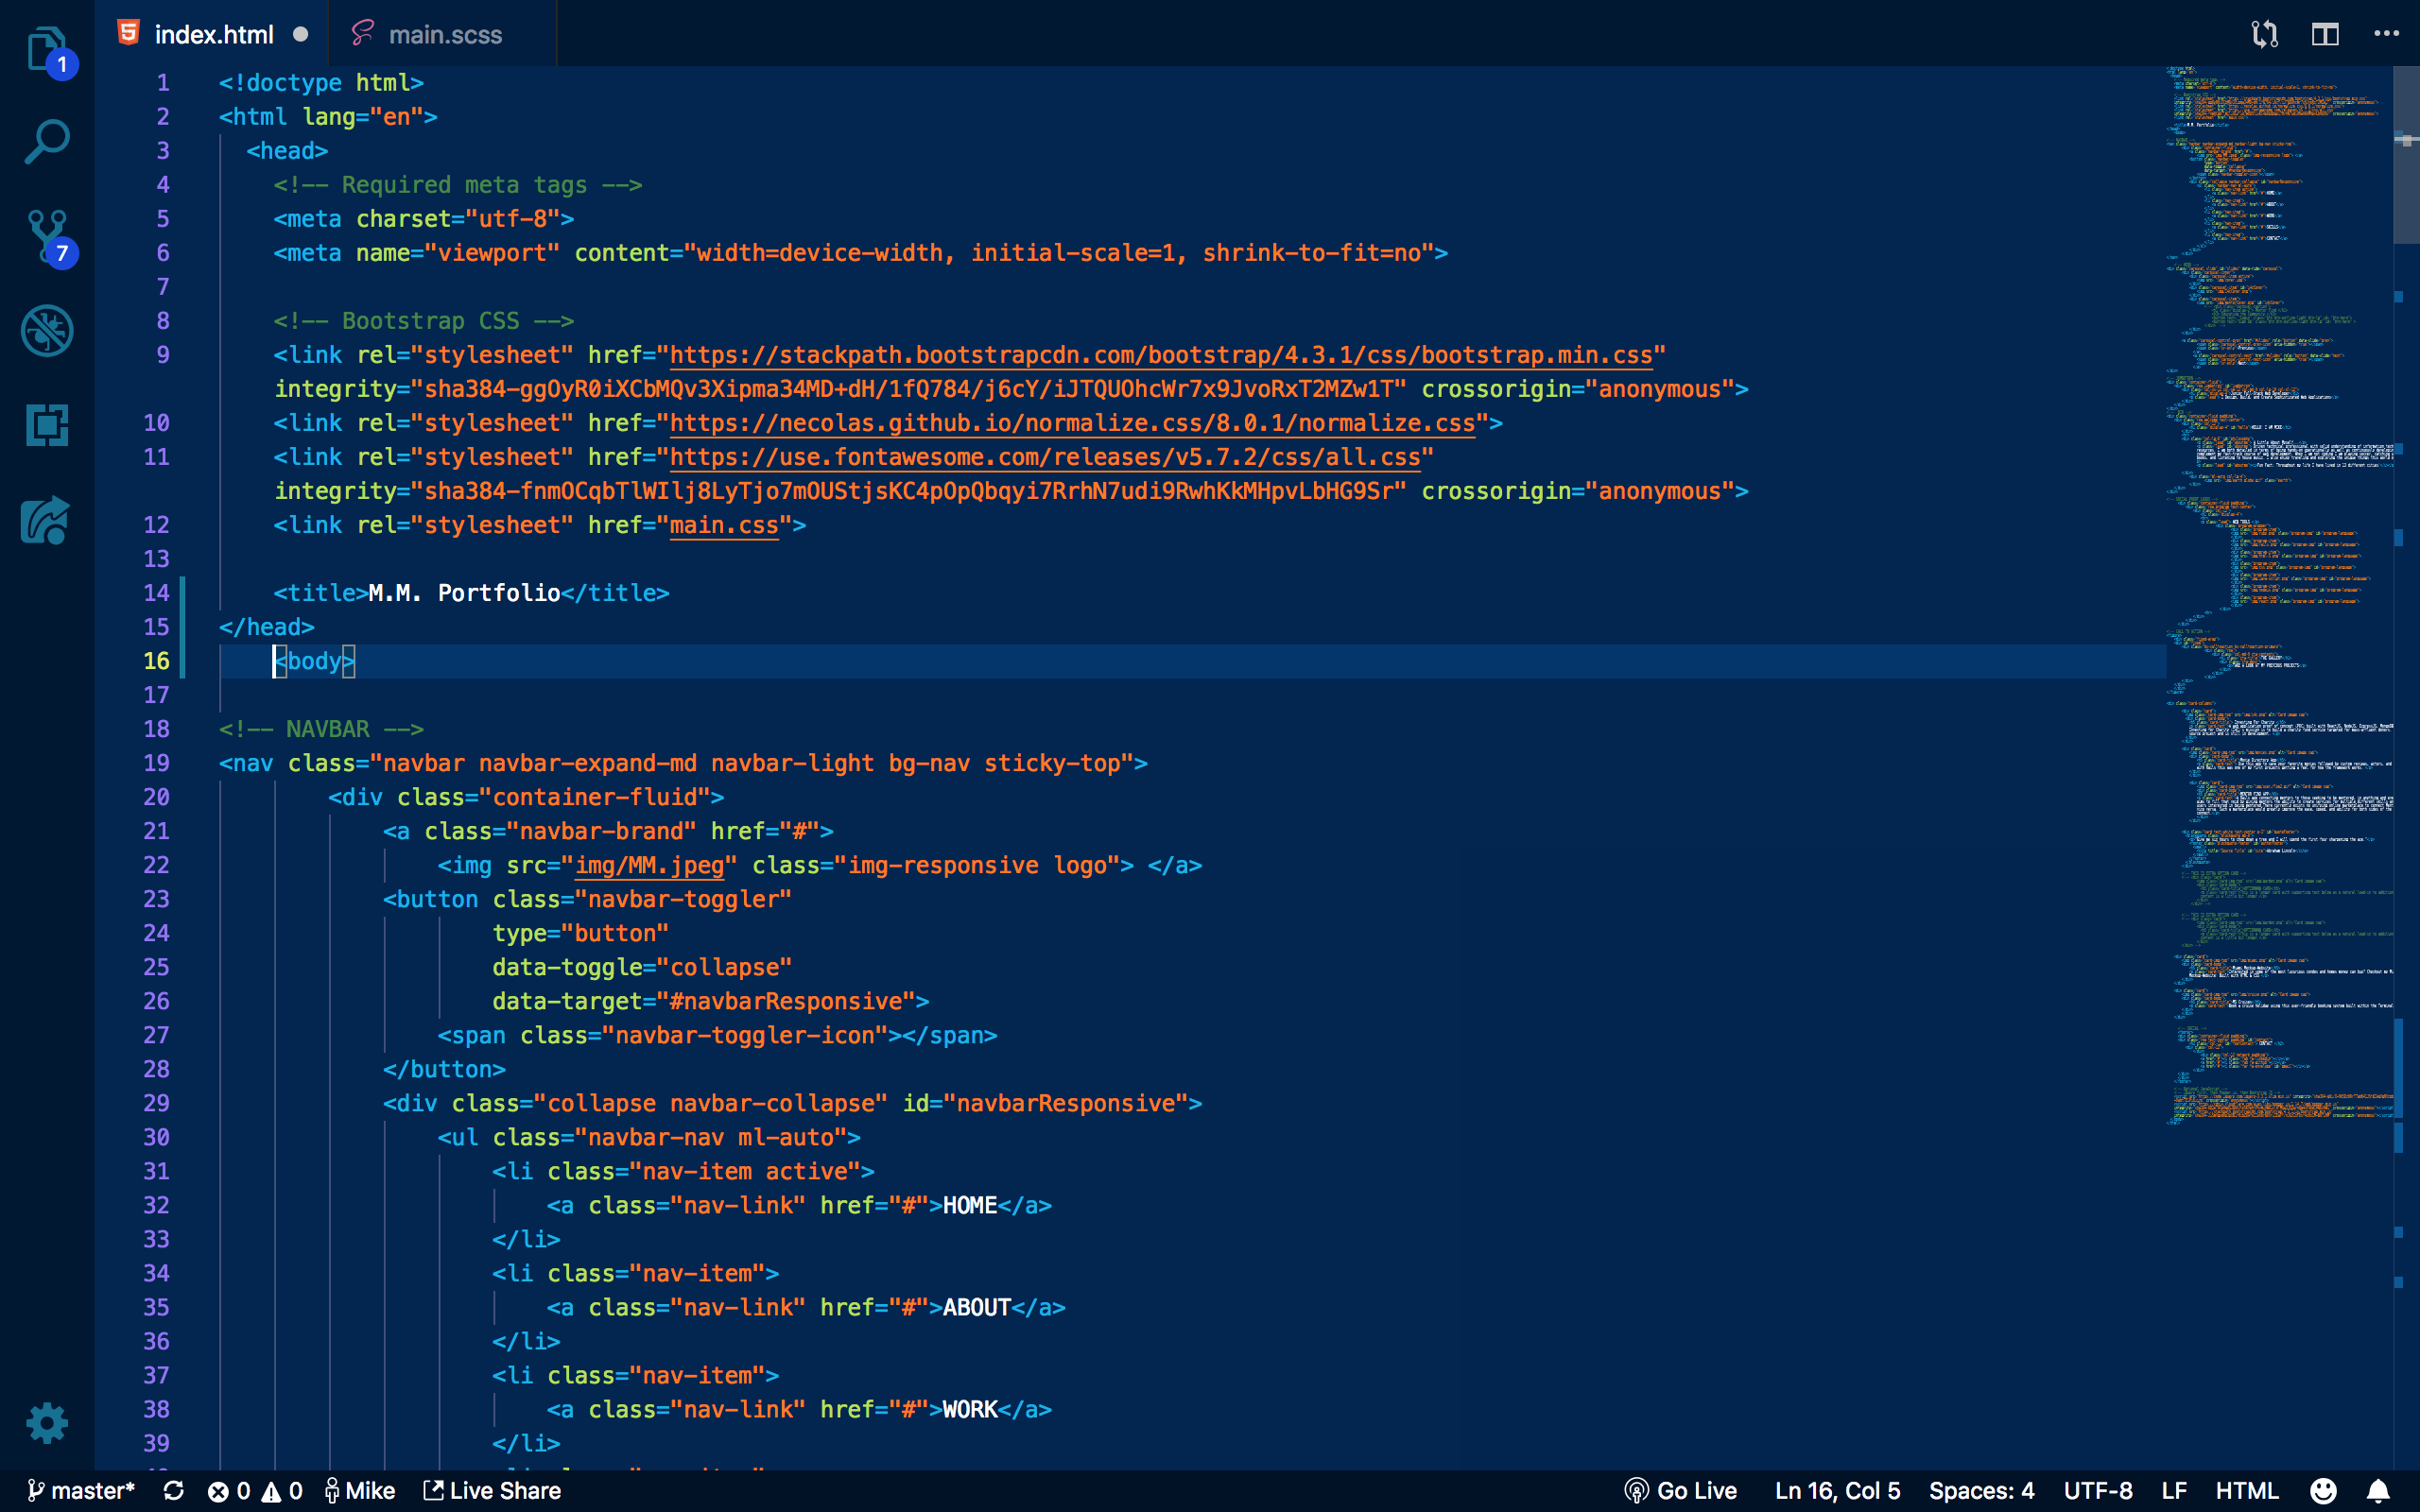 index.html
main.scss
1
7
1 <!doctype html>
2 <html lang="en">
3 <head>
4 <!-- Required meta tags -->
5 <meta charset="utf-8">
6 <meta name="viewport" content="width=device-width, initial-scale=1, shrink-to-fit=no">
7
8 <!-- Bootstrap CSS -->
9 <link rel="stylesheet" href="https://stackpath.bootstrapcdn.com/bootstrap/4.3.1/css/bootstrap.min.css"
integrity="sha384-ggOyR0iXCbMQv3Xipma34MD+dH/1fQ784/j6cY/iJTQUOhcWr7x9JvoRxT2MZw1T" crossorigin="anonymous">
10 <link rel="stylesheet" href="https://necolas.github.io/normalize.css/8.0.1/normalize.css">
11 <link rel="stylesheet" href="https://use.fontawesome.com/releases/v5.7.2/css/all.css"
integrity="sha384-fnmOCqbTlWIlj8LyTjo7mOUStjsKC4pOpQbqyi7RrhN7udi9RwhKkMHpvLbHG9Sr" crossorigin="anonymous">
12 <link rel="stylesheet" href="main.css">
13
14 <title>M.M. Portfolio</title>
15 </head>
16 <body>
17
18 <!-- NAVBAR -->
19 <nav class="navbar navbar-expand-md navbar-light bg-nav sticky-top">
20 <div class="container-fluid">
21 <a class="navbar-brand" href="#">
22 <img src="img/MM.jpeg" class="img-responsive logo"> </a>
23 <button class="navbar-toggler"
24 type="button"
25 data-toggle="collapse"
26 data-target="#navbarResponsive">
27 <span class="navbar-toggler-icon"></span>
28 </button>
29 <div class="collapse navbar-collapse" id="navbarResponsive">
30 <ul class="navbar-nav ml-auto">
31 <li class="nav-item active">
32 <a class="nav-link" href="#">HOME</a>
33 </li>
34 <li class="nav-item">
35 <a class="nav-link" href="#">ABOUT</a>
36 </li>
37 <li class="nav-item">
38 <a class="nav-link" href="#">WORK</a>
39 </li>
master* 0 0 Mike Live Share Go Live Ln 16, Col 5 Spaces: 4 UTF-8 LF HTML